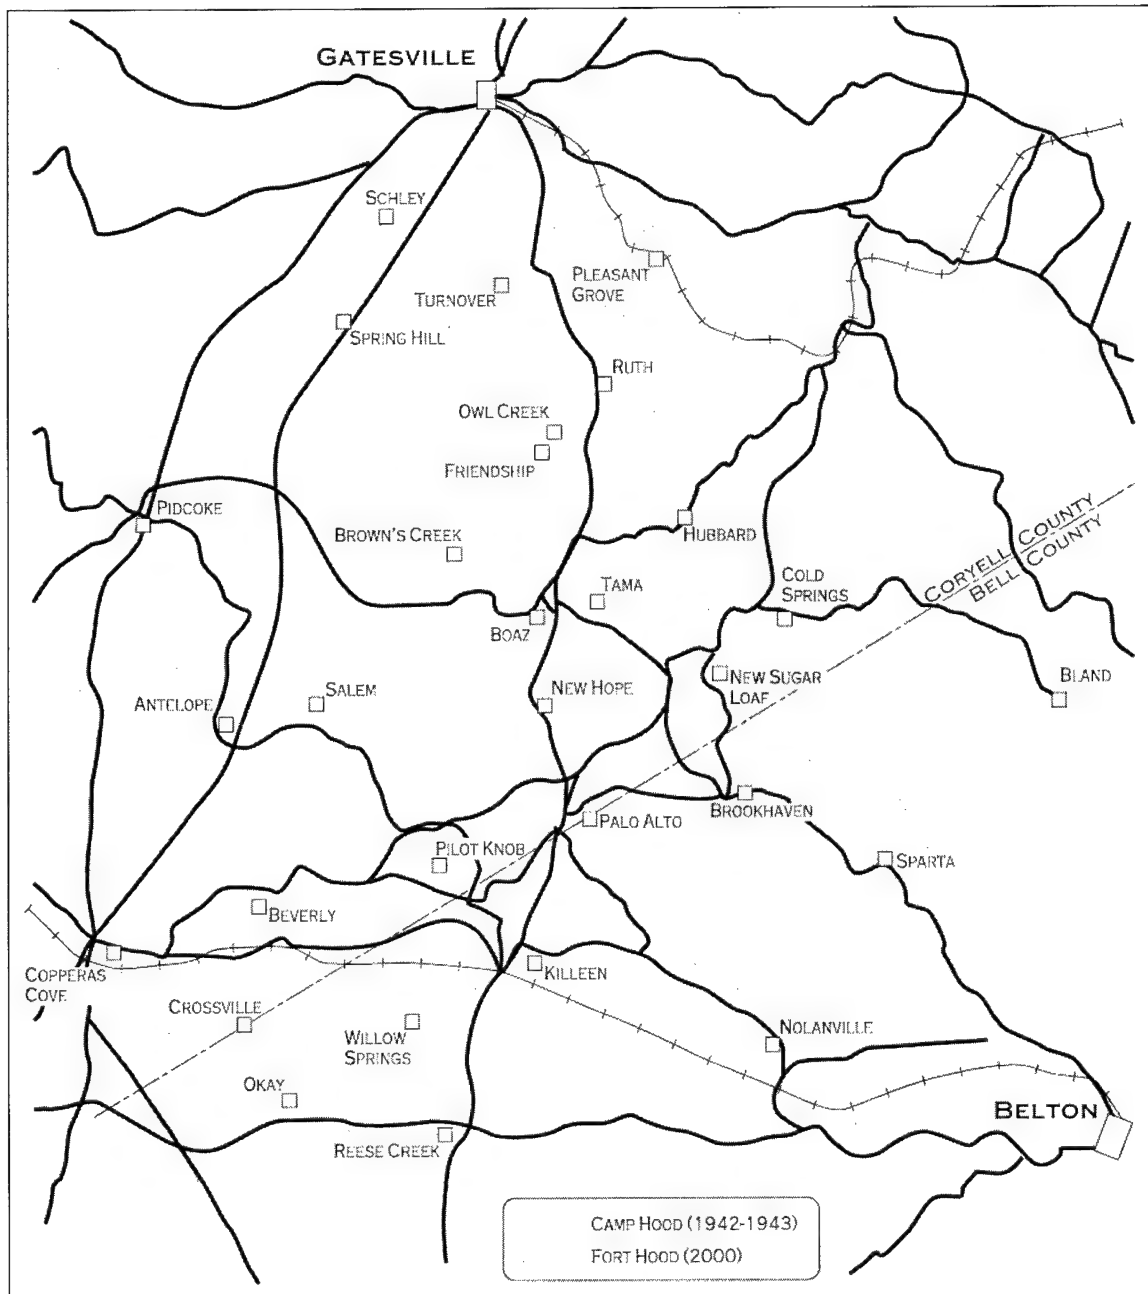 GATESVILLE
SCHLEY
PLEASANT
GROVE
TURNOVER
SPRING HILL
RUTH
OWL CREEK
FRIENDSHIP
PIDCOKE
BROWN'S CREEK
HUBBARD
CORYELL COUNTY
BELL COUNTY
COLD
SPRINGS
TAMA
BOAZ
ANTELOPE
SALEM
NEW HOPE
NEW SUGAR
LOAF
BLAND
BROOKHAVEN
PALO ALTO
PILOT KNOB
SPARTA
BEVERLY
COPPERAS
COVE
KILLEEN
CROSSVILLE
WILLOW
SPRINGS
NOLANVILLE
OKAY
BELTON
REESE CREEK
CAMP HOOD (1942-1943)
FORT HOOD (2000)